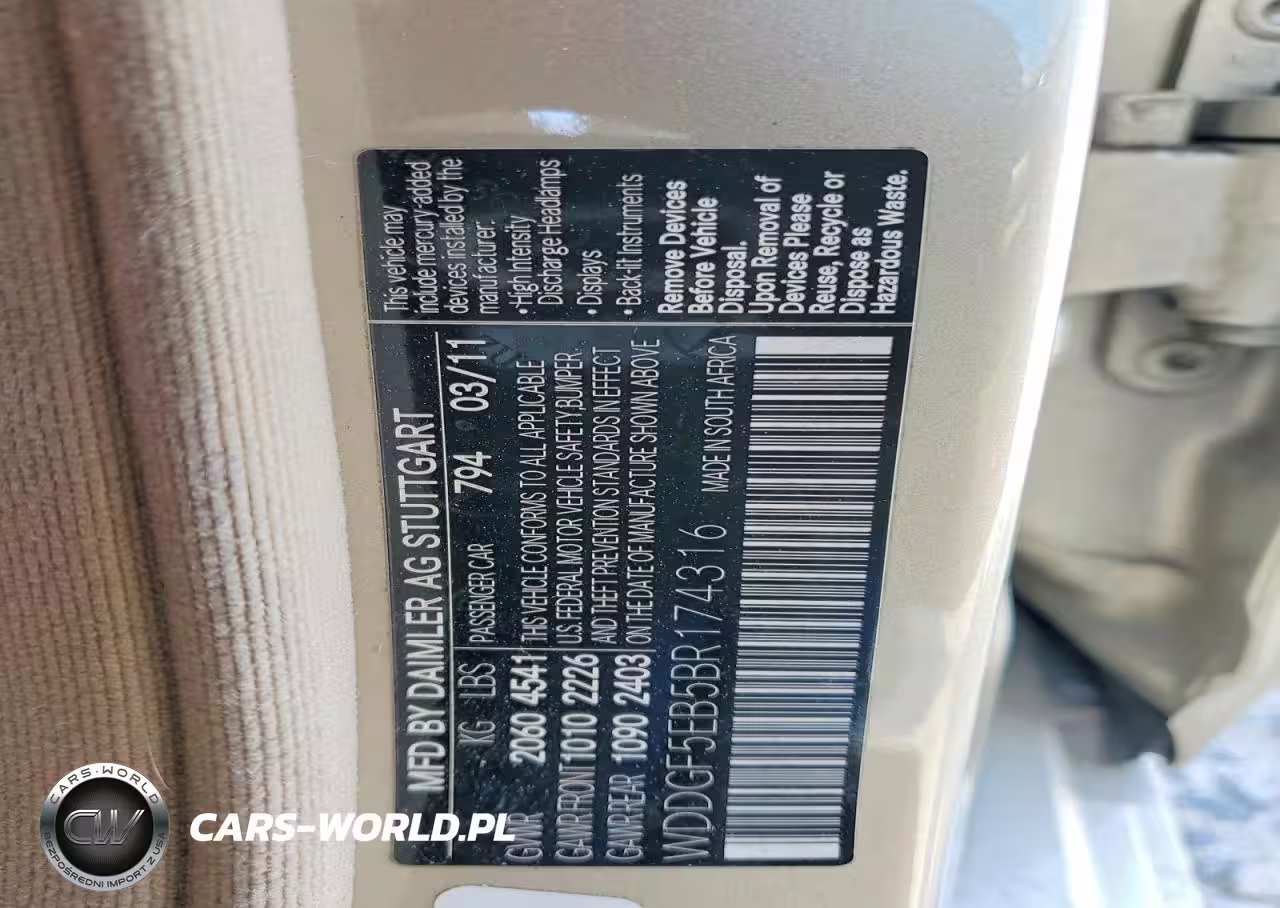 MFD BY DAIMLER AG STUTTGART
KG LBS PASSENGER CAR 794 03/11
GVWR 2060 4541 THIS VEHICLE CONFORMS TO ALL APPLICABLE
GAWR FRONT 1010 2226 U.S. FEDERAL MOTOR VEHICLE SAFETY,BUMPER,
AND THEFT PREVENTION STANDARDS IN EFFECT
GAWR REAR 1090 2403 ON THE DATE OF MANUFACTURE SHOWN ABOVE
WDDGF5EB5BR174316 MADE IN SOUTH AFRICA
This vehicle may
include mercury-added
devices installed by the
manufacturer:
• High Intensity
Discharge Headlamps
• Displays
• Back-lit Instruments
Remove Devices
Before Vehicle
Disposal.
Upon Removal of
Devices Please
Reuse, Recycle or
Dispose as
Hazardous Waste.
CARS-WORLD
CW
BEZPOŚREDNI IMPORT Z USA
CARS-WORLD.PL